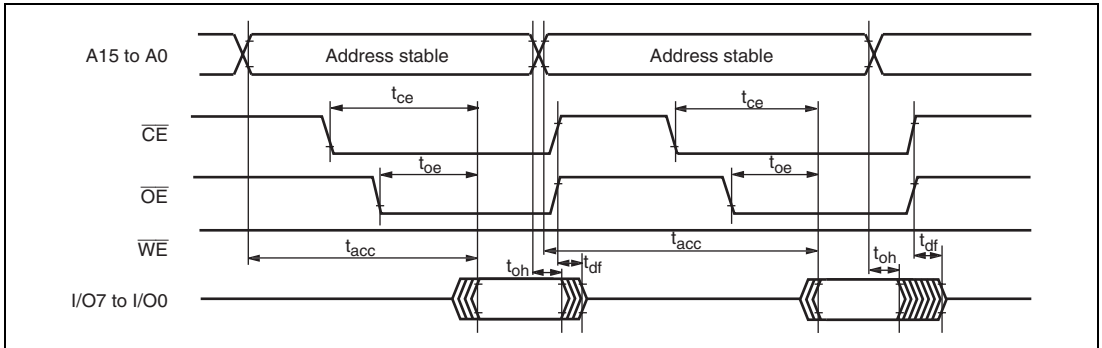 A15 to A0
Address stable
Address stable
t_ce
t_ce
CE
t_oe
t_oe
OE
WE
t_acc
t_acc
t_oh
t_df
t_oh
t_df
I/O7 to I/O0